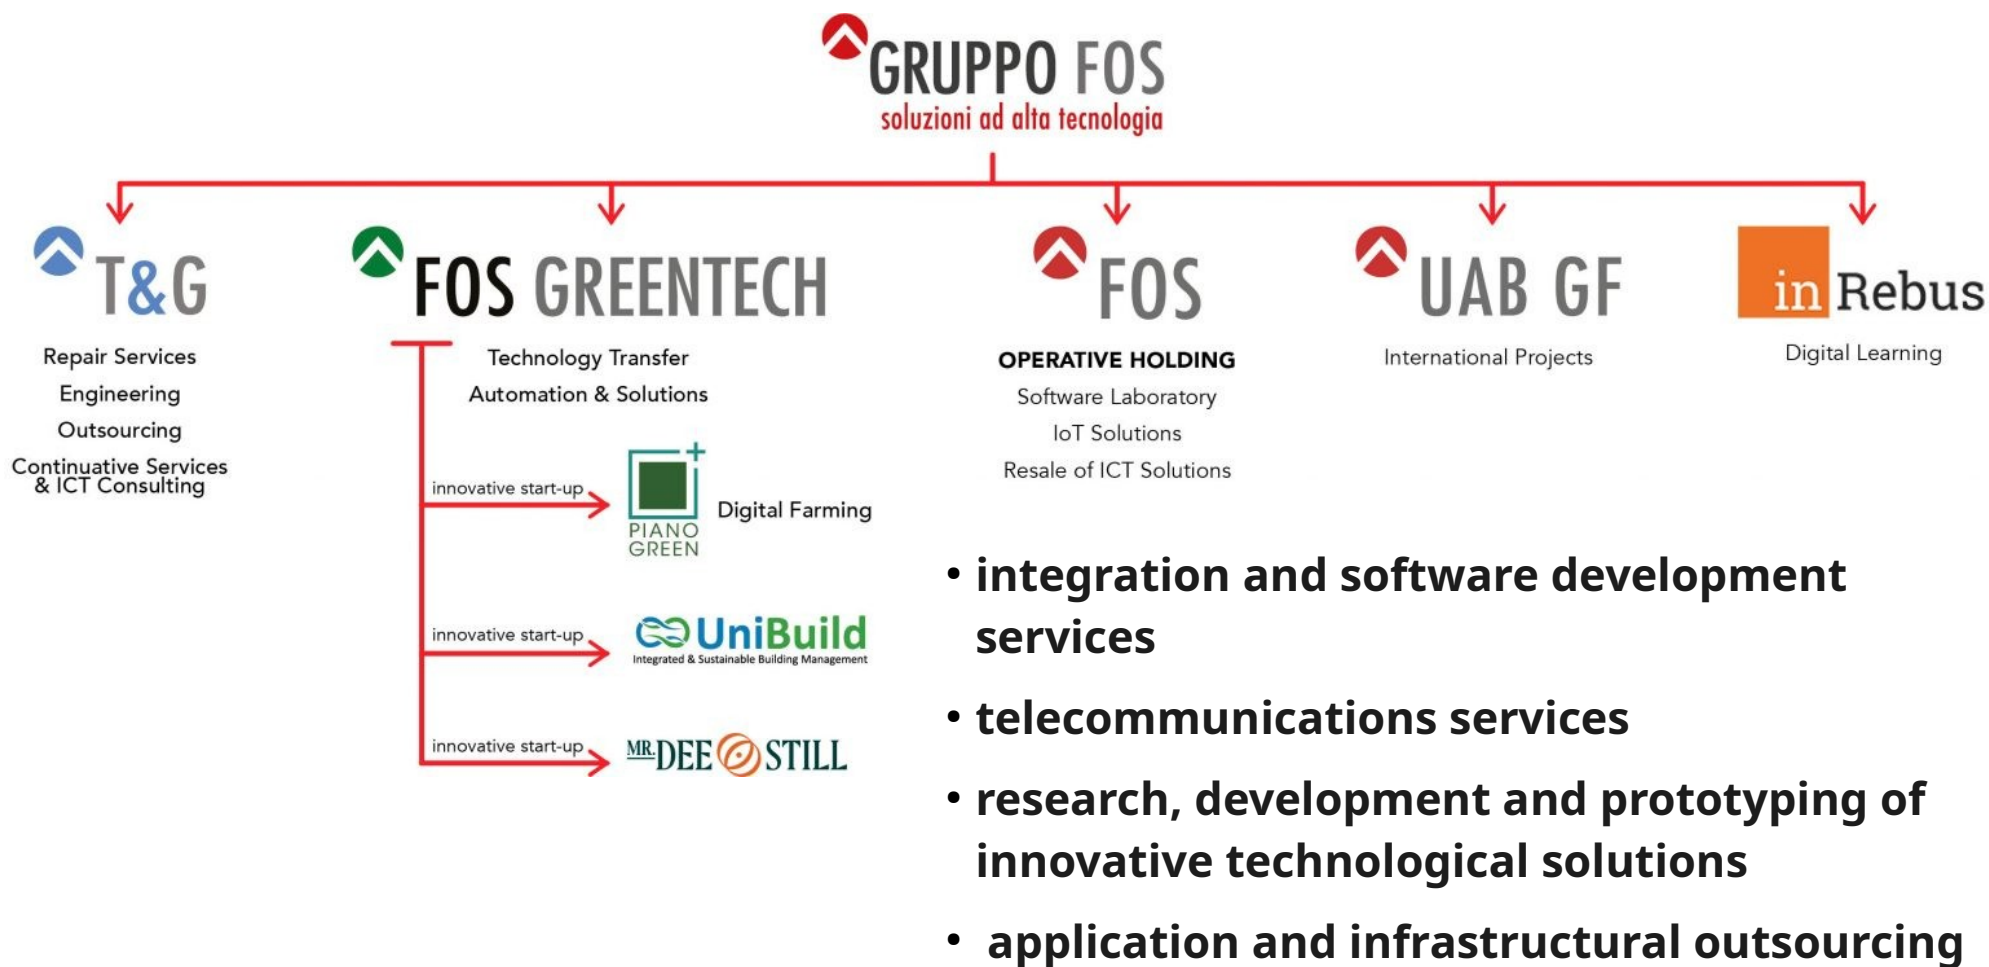 GRUPPO FOS
soluzioni ad alta tecnologia
T&G
Repair Services
Engineering
Outsourcing
Continuative Services
& ICT Consulting
FOS GREENTECH
Technology Transfer
Automation & Solutions
innovative start-up
PIANO
GREEN
Digital Farming
innovative start-up
UniBuild
Integrated & Sustainable Building Management
innovative start-up
MR.DEE STILL
FOS
OPERATIVE HOLDING
Software Laboratory
IoT Solutions
Resale of ICT Solutions
UAB GF
International Projects
in Rebus
Digital Learning
• integration and software development
services
• telecommunications services
• research, development and prototyping of
innovative technological solutions
• application and infrastructural outsourcing